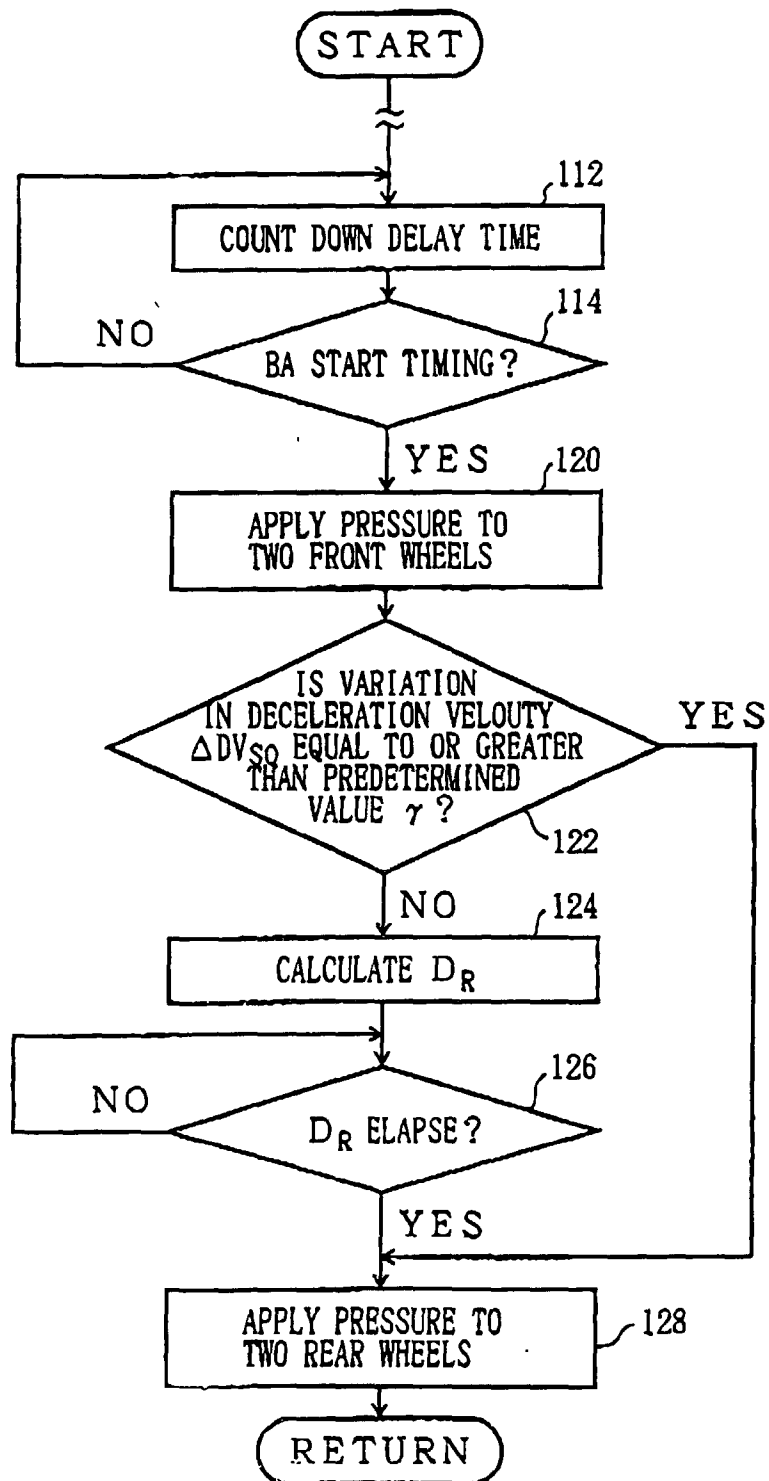 START
112
COUNT DOWN DELAY TIME
114
NO
BA START TIMING?
YES
120
APPLY PRESSURE TO
TWO FRONT WHEELS
IS VARIATION
IN DECELERATION VELOUTY
YES
ΔDVSO EQUAL TO OR GREATER
THAN PREDETERMINED
VALUE γ ?
122
NO
124
CALCULATE DR
126
NO
DR ELAPSE?
YES
APPLY PRESSURE TO
TWO REAR WHEELS
128
RETURN